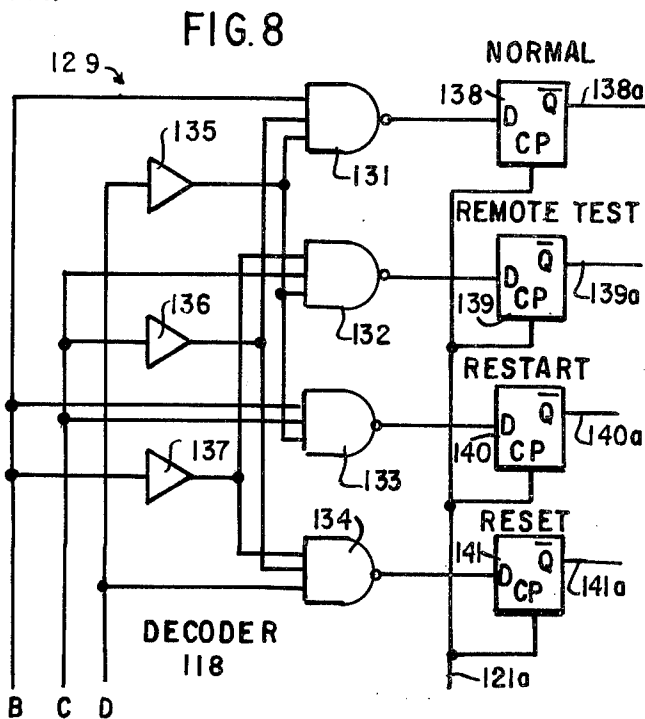 FIG. 8
129
NORMAL
138
D
Q̅
CP
138a
135
131
REMOTE TEST
D
Q̅
CP
139
139a
136
132
RESTART
D
Q̅
CP
140
140a
137
133
134
RESET
141
D
Q̅
CP
141a
DECODER
118
121a
B C D